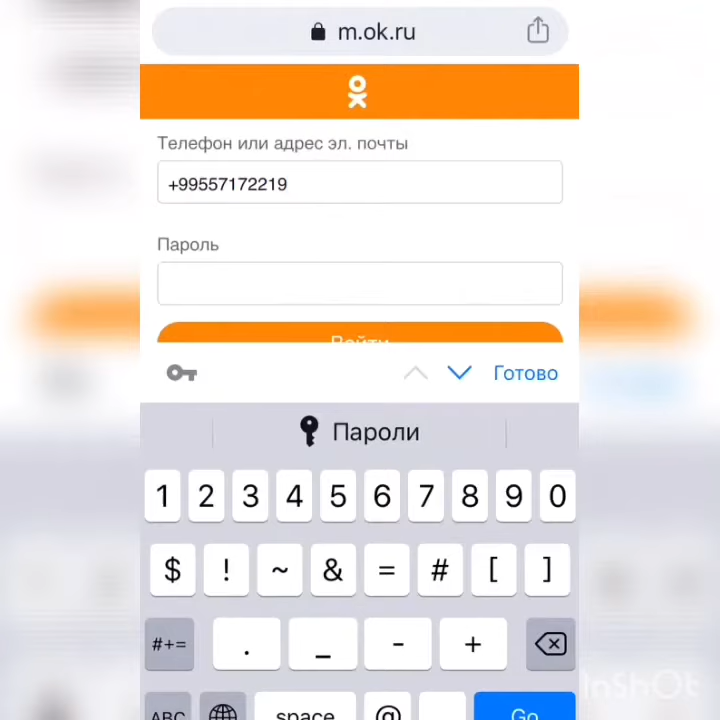 m.ok.ru
Телефон или адрес эл. почты
+99557172219
Пароль
Войти
Готово
Пароли
1 2 3 4 5 6 7 8 9 0
$ ! ~ & = # [ ]
#+= . _ - +
ABC space @ Go
InShOt